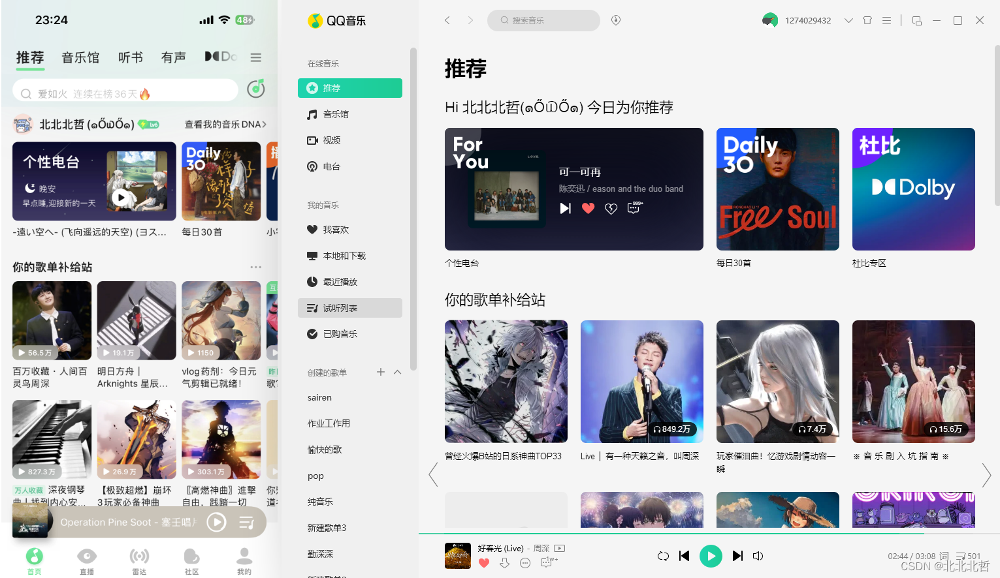 23:24
48
推荐
音乐馆
听书
有声
爱如火 连续在榜36天
北北北哲 (๑Ő௰Ő๑)
Lv6
查看我的音乐DNA
个性电台
晚安
早点睡,迎接新的一天
-遠い空へ- (飞向遥远的天空) (ヨス...
Daily
30
每日30首
你的歌单补给站
56.5万
百万收藏 · 人间百
灵鸟周深
19.1万
明日方舟 |
Arknights 星辰...
1150
vlog药剂：今日元
气剪辑已就绪！
827.3万
万人收藏 深夜钢琴
曲 | 找到内心安...
26.9万
【极致超燃】崩坏
3玩家必备神曲
303.1万
〖高燃神曲〗進擊
自由，践踏一切
Operation Pine Soot - 塞壬唱片
首页
直播
雷达
社区
我的
QQ音乐
在线音乐
推荐
音乐馆
视频
电台
我的音乐
我喜欢
本地和下载
最近播放
试听列表
已购音乐
创建的歌单
sairen
作业工作用
愉快的歌
pop
纯音乐
新建歌单3
勤深深
搜索音乐
1274029432
推荐
Hi 北北北哲(๑Ő௰Ő๑) 今日为你推荐
For
You
LOVE
可一可再
陈奕迅 / eason and the duo band
999+
个性电台
Daily
30
RONGHAO LI
Free Soul
每日30首
杜比
Dolby
杜比专区
你的歌单补给站
曾经火爆B站的日系神曲TOP33
849.2万
Live | 有一种天籁之音，叫周深
7.4万
玩家催泪曲！忆游戏剧情动容一
瞬
15.6万
※ 音 乐 剧 入 坑 指 南 ※
好春光 (Live) - 周深
1w+
02:44 / 03:08 词 501
CSDN @北北北哲